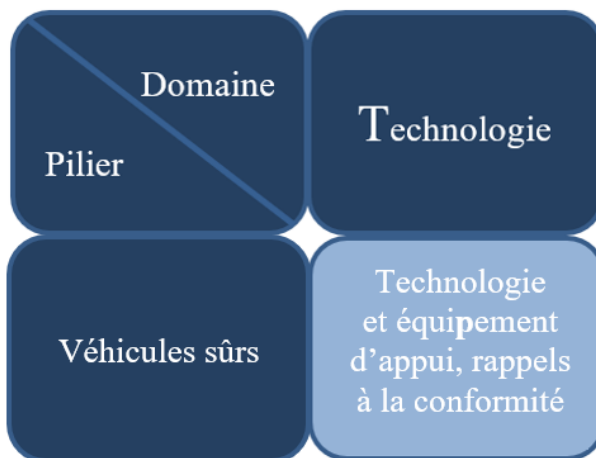 Domaine
Pilier
Technologie
Véhicules sûrs
Technologie
et équipement
d’appui, rappels
à la conformité